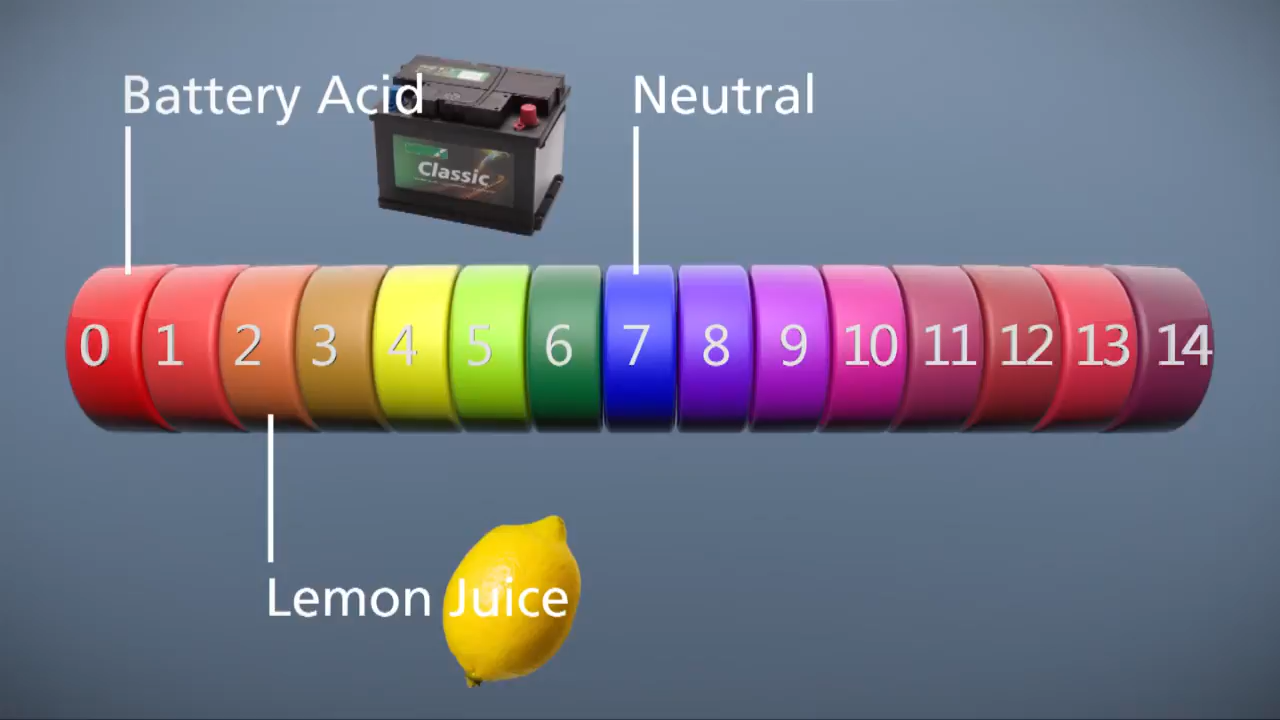 Battery Acid
Neutral
Classic
0 1 2 3 4 5 6 7 8 9 10 11 12 13 14
Lemon Juice